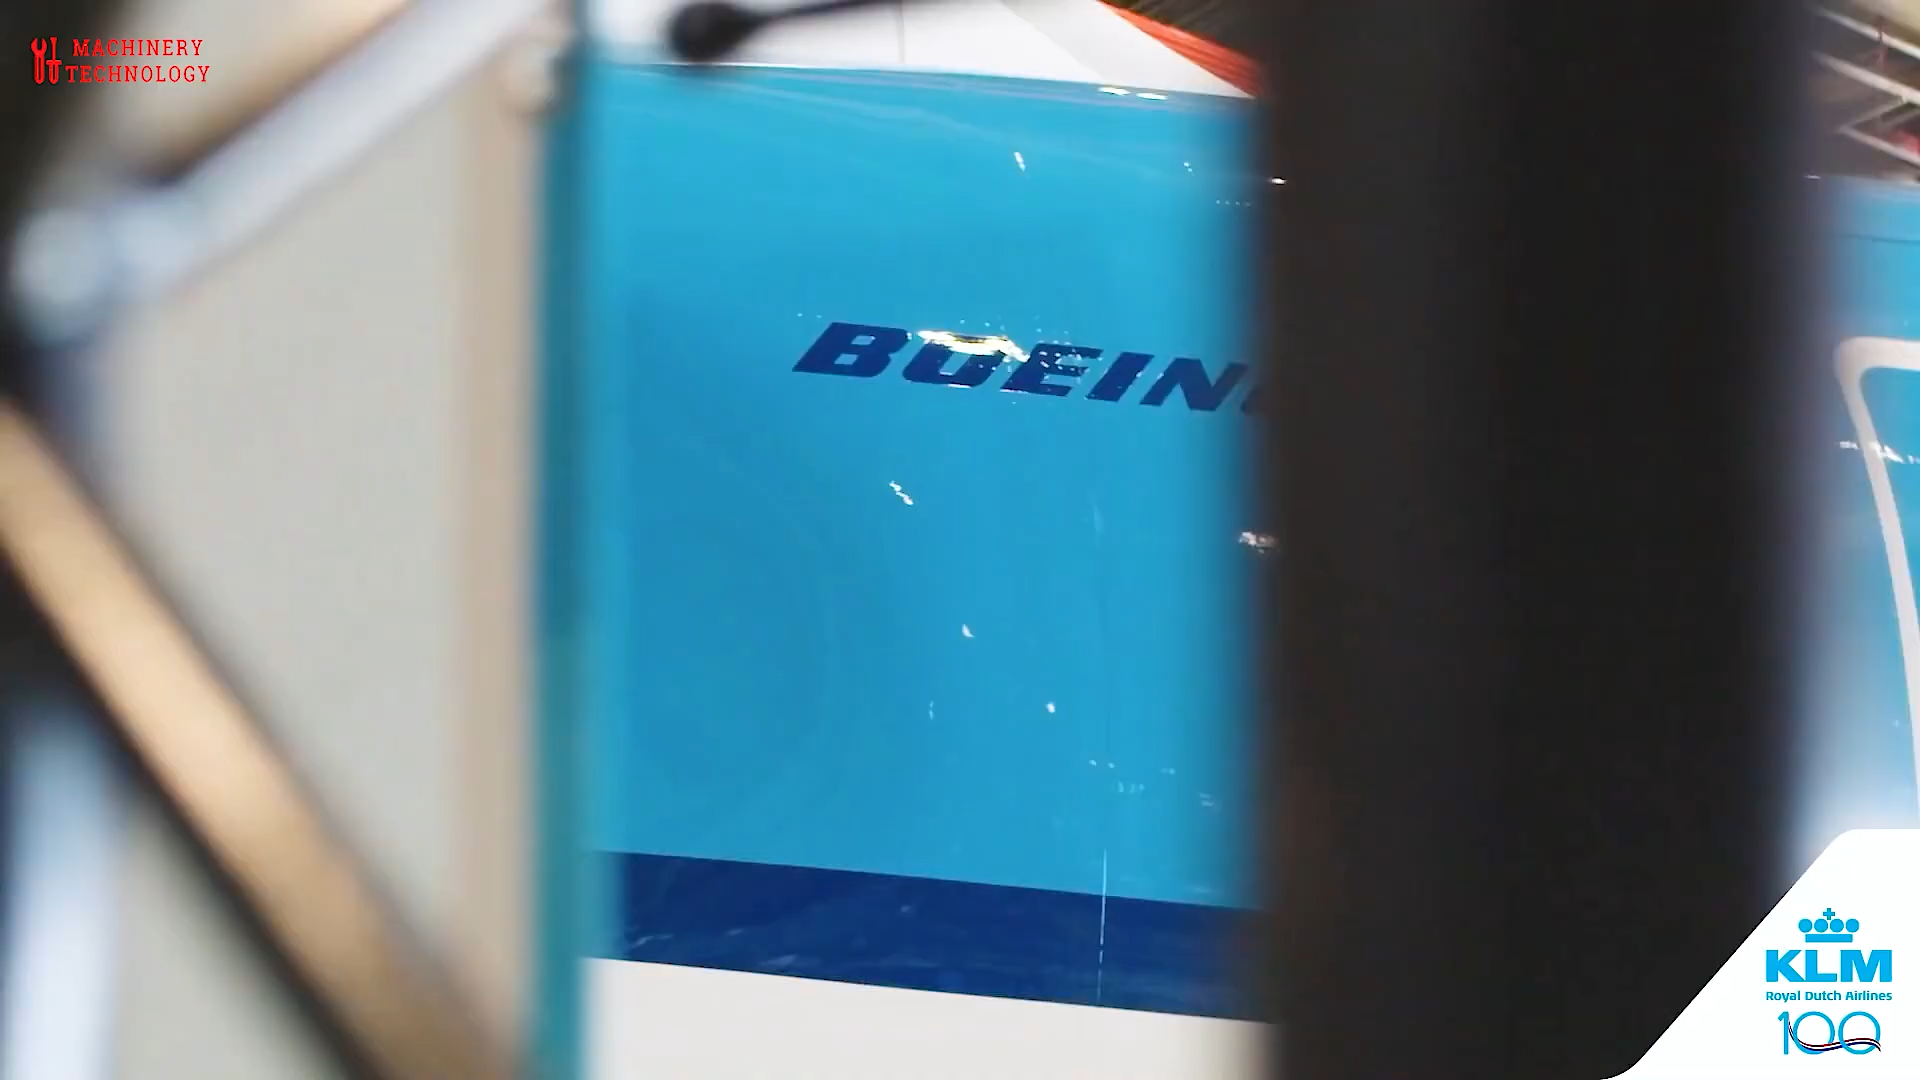 MACHINERY
TECHNOLOGY
BOEIN
KLM
Royal Dutch Airlines
100